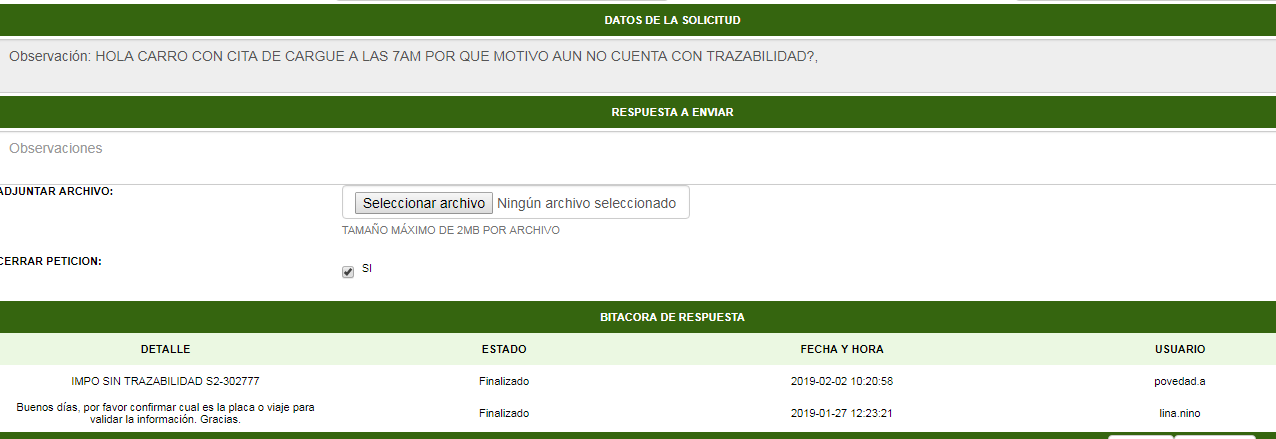 DATOS DE LA SOLICITUD
Observación: HOLA CARRO CON CITA DE CARGUE A LAS 7AM POR QUE MOTIVO AUN NO CUENTA CON TRAZABILIDAD?,
RESPUESTA A ENVIAR
Observaciones
ADJUNTAR ARCHIVO:
Seleccionar archivo Ningún archivo seleccionado
TAMAÑO MÁXIMO DE 2MB POR ARCHIVO
CERRAR PETICION:
SI
BITACORA DE RESPUESTA
DETALLE ESTADO FECHA Y HORA USUARIO
IMPO SIN TRAZABILIDAD S2-302777 Finalizado 2019-02-02 10:20:58 povedad.a
Buenos días, por favor confirmar cual es la placa o viaje para
validar la información. Gracias. Finalizado 2019-01-27 12:23:21 lina.nino